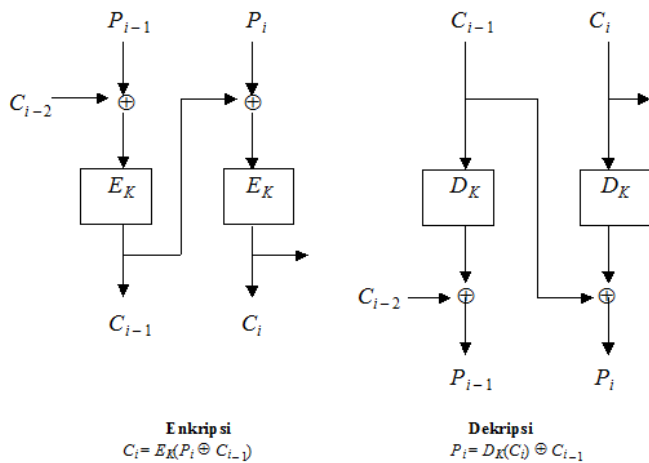 P_{i-1} P_i C_{i-1} C_i
C_{i-2} ⊕ ⊕
E_K E_K D_K D_K
C_{i-2} ⊕ ⊕
C_{i-1} C_i
P_{i-1} P_i
Enkripsi Dekripsi
C_i = E_K(P_i ⊕ C_{i-1}) P_i = D_K(C_i) ⊕ C_{i-1}